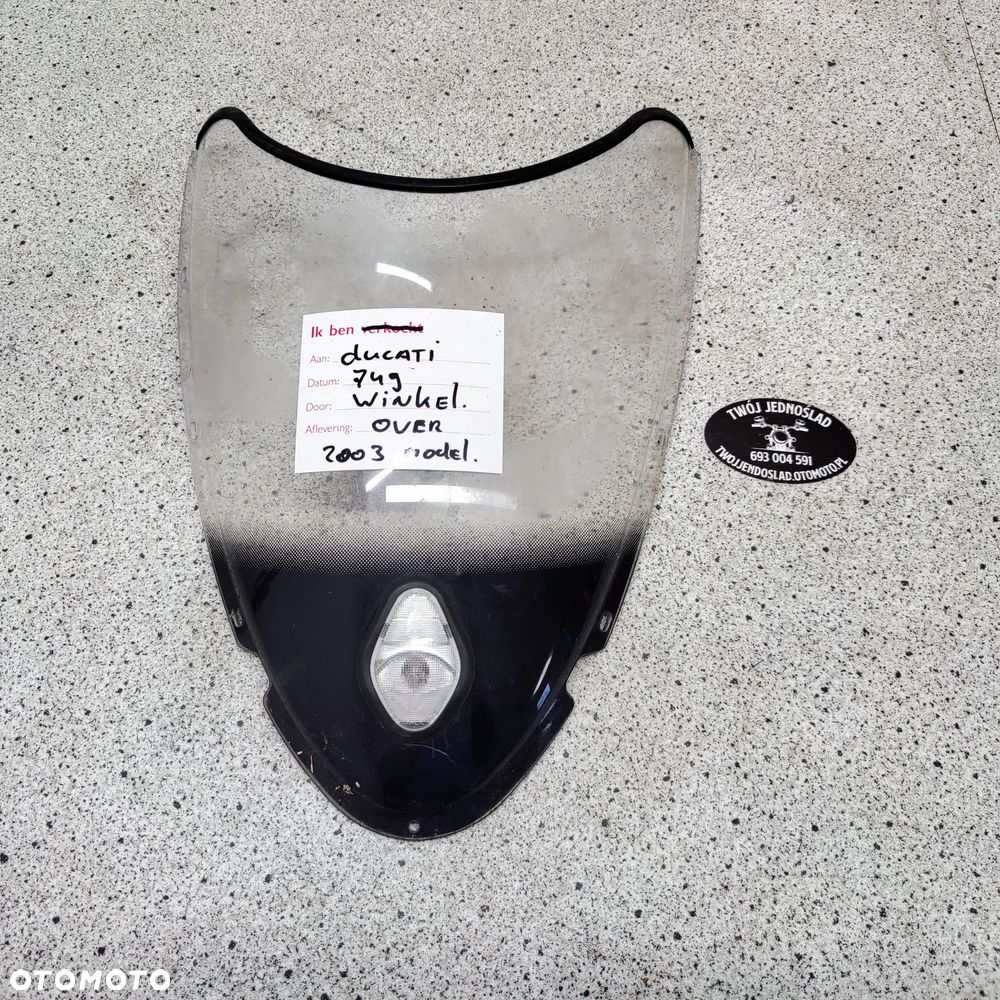 Ik ben verkocht
Aan: DUCATI
Datum: 749
Door: WINKEL.
Aflevering: OVER
2003 model.
TWÓJ JEDNOŚLAD
693 004 591
TWOJJENDOSLAD.OTOMOTO.PL
OTOMOTO